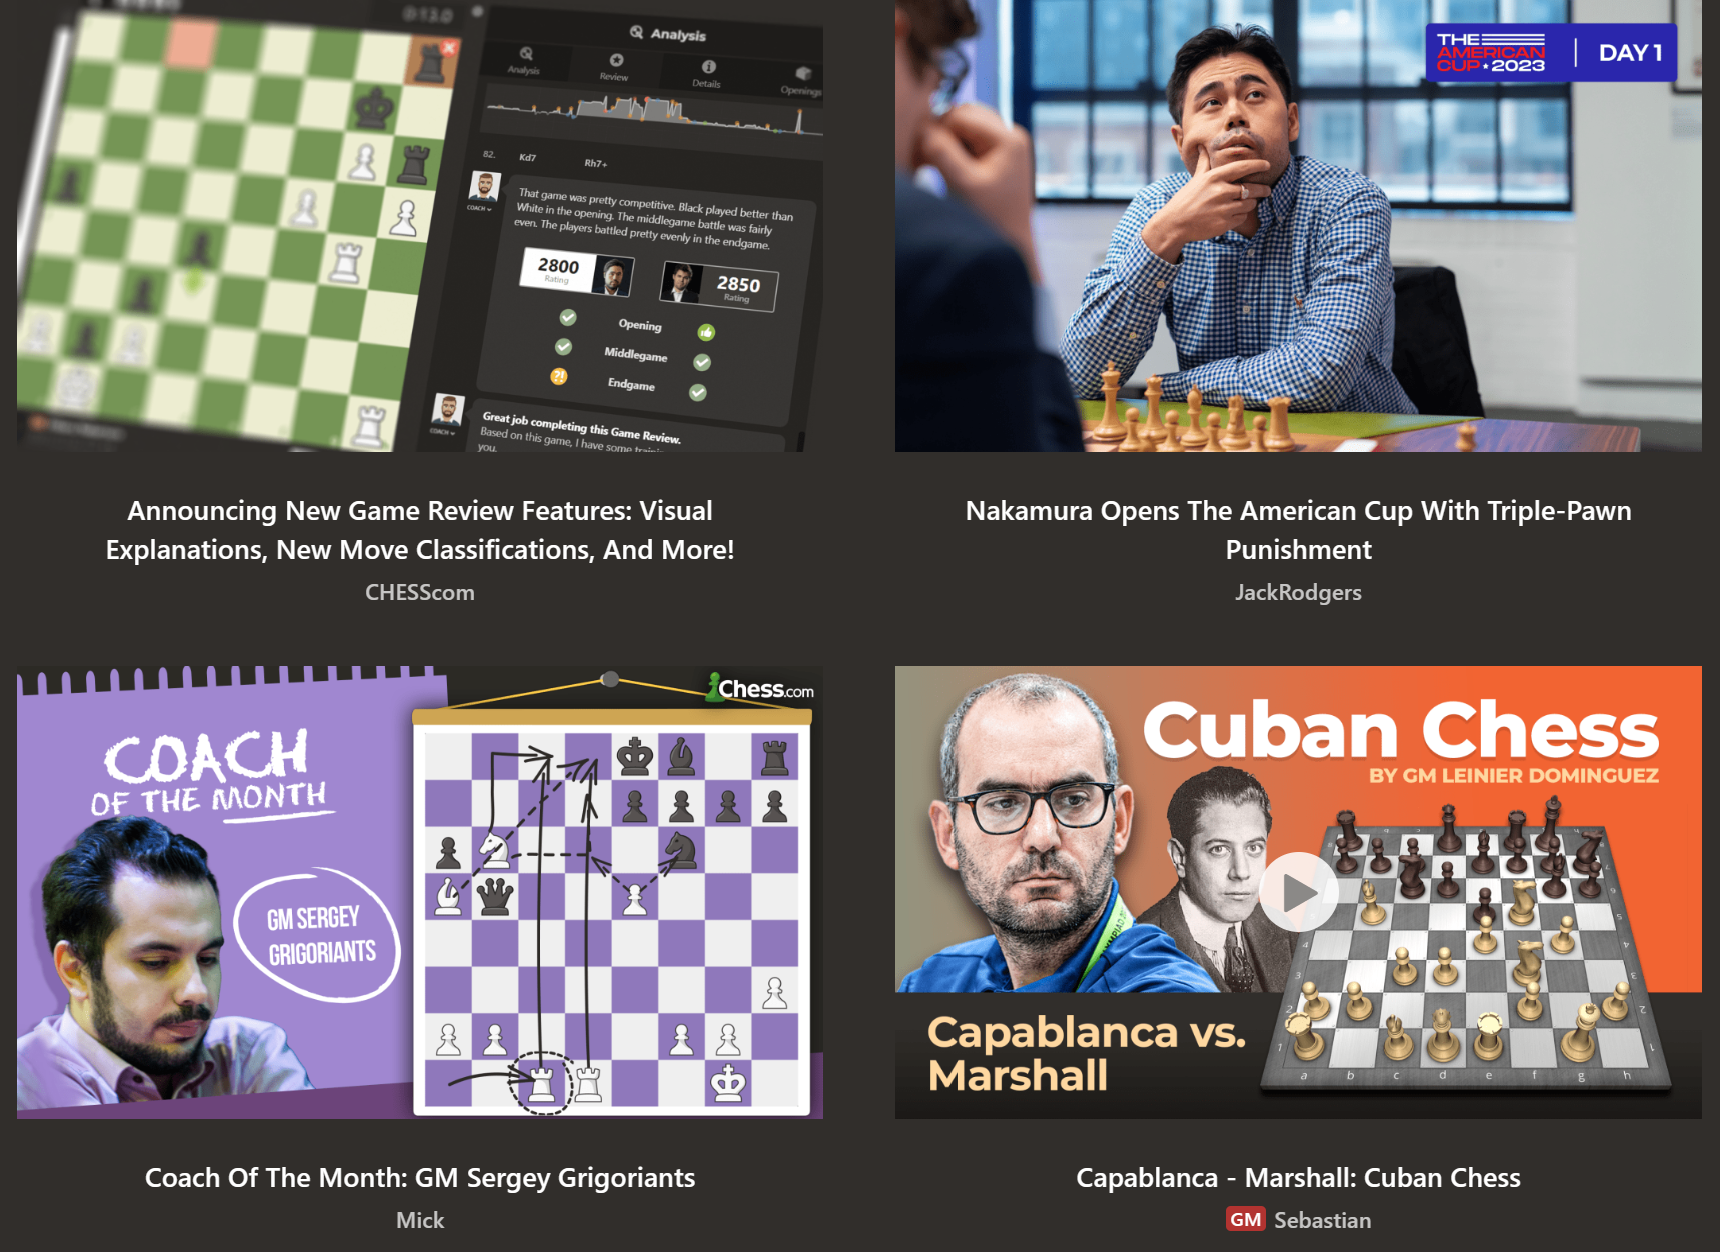 13.0
Analysis
Analysis
Review
Details
Openings
82. Kd7 Rh7+
COACH
That game was pretty competitive. Black played better than
White in the opening. The middlegame battle was fairly
even. The players battled pretty evenly in the endgame.
2800
Rating
2850
Rating
Opening
Middlegame
?! Endgame
COACH
Great job completing this Game Review.
Based on this game, I have some
you.
THE
AMERICAN
CUP 2023
DAY 1
Announcing New Game Review Features: Visual
Explanations, New Move Classifications, And More!
CHESScom
Nakamura Opens The American Cup With Triple-Pawn
Punishment
JackRodgers
COACH
OF THE MONTH
GM SERGEY
GRIGORIANTS
Chess.com
Cuban Chess
BY GM LEINIER DOMINGUEZ
Capablanca vs.
Marshall
a b c d e f g h
Coach Of The Month: GM Sergey Grigoriants
Mick
Capablanca - Marshall: Cuban Chess
GM Sebastian